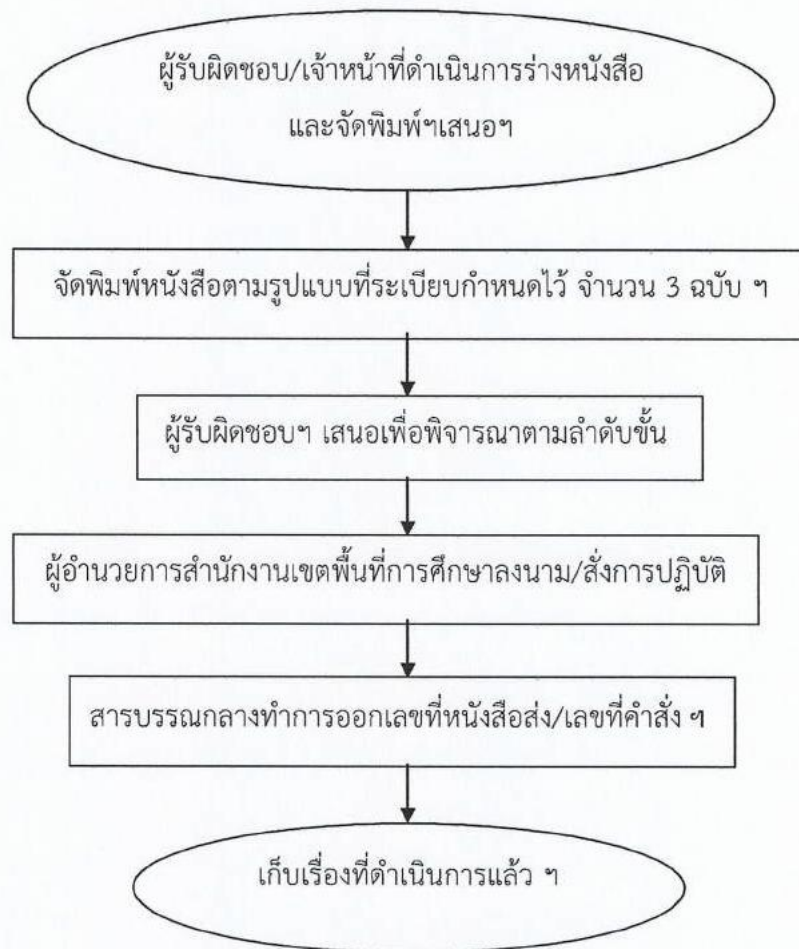 ผู้รับผิดชอบ/เจ้าหน้าที่ดำเนินการร่างหนังสือ
และจัดพิมพ์ฯเสนอฯ
จัดพิมพ์หนังสือตามรูปแบบที่ระเบียบกำหนดไว้ จำนวน 3 ฉบับ ฯ
ผู้รับผิดชอบฯ เสนอเพื่อพิจารณาตามลำดับขั้น
ผู้อำนวยการสำนักงานเขตพื้นที่การศึกษาลงนาม/สั่งการปฏิบัติ
สารบรรณกลางทำการออกเลขที่หนังสือส่ง/เลขที่คำสั่ง ฯ
เก็บเรื่องที่ดำเนินการแล้ว ฯ